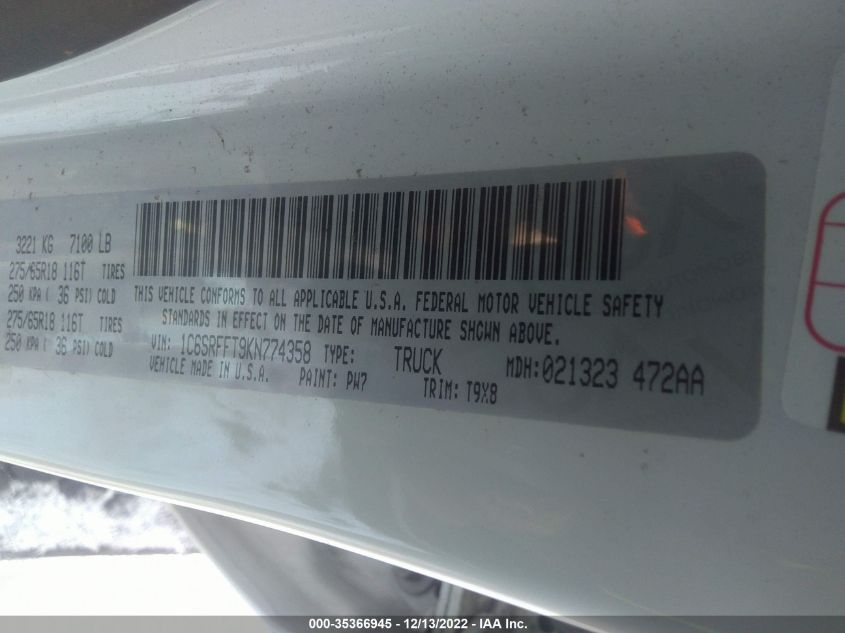 3221 KG 7100 LB
275/65R18 116T TIRES
250 KPA ( 36 PSI) COLD
275/65R18 116T TIRES
250 KPA ( 36 PSI) COLD
THIS VEHICLE CONFORMS TO ALL APPLICABLE U.S.A. FEDERAL MOTOR VEHICLE SAFETY
STANDARDS IN EFFECT ON THE DATE OF MANUFACTURE SHOWN ABOVE.
VIN: 1C6SRFFT9KN774358 TYPE: TRUCK MDH:021323 472AA
VEHICLE MADE IN U.S.A. PAINT: PW7 TRIM: T9X8
000-35366945 - 12/13/2022 - IAA Inc.